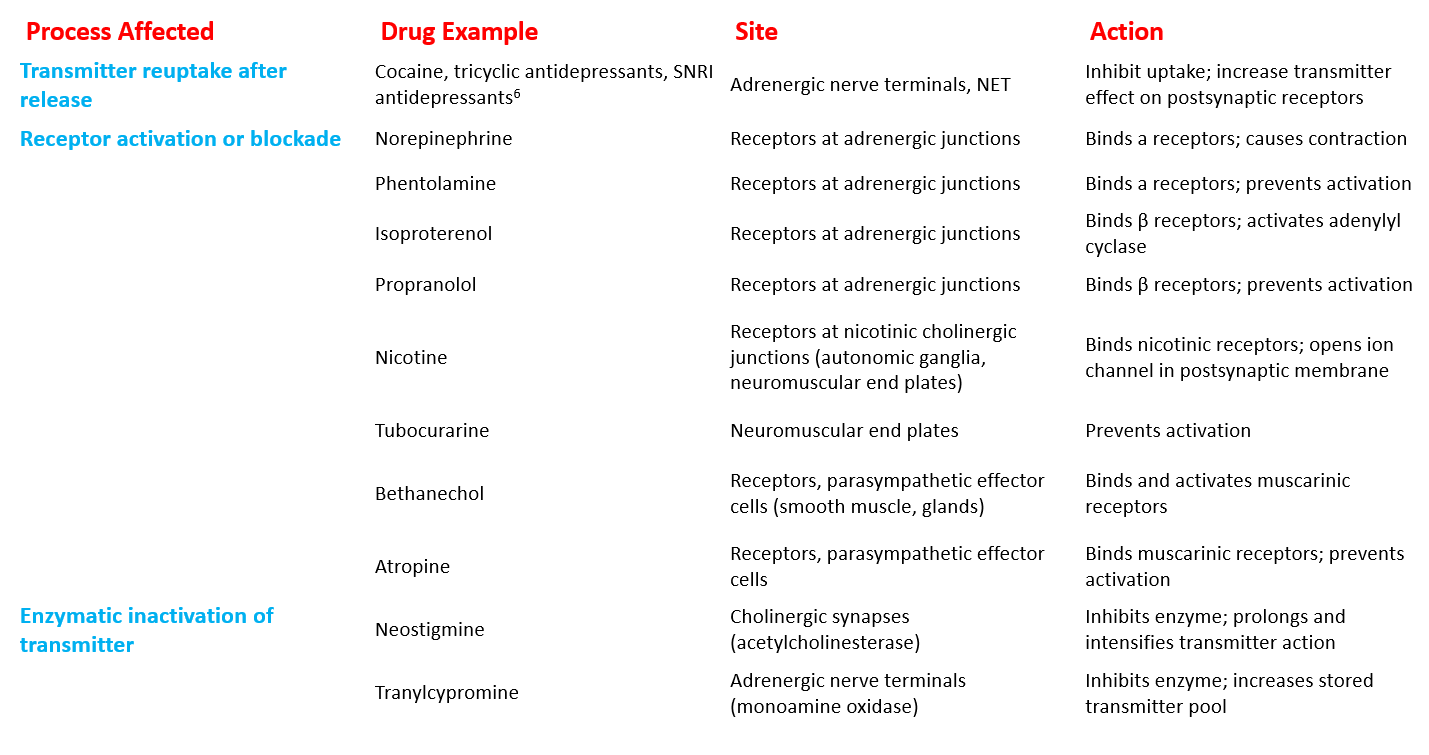 Process Affected Drug Example Site Action
Transmitter reuptake after
release
Cocaine, tricyclic antidepressants, SNRI
antidepressants⁶
Adrenergic nerve terminals, NET
Inhibit uptake; increase transmitter
effect on postsynaptic receptors
Receptor activation or blockade
Norepinephrine
Receptors at adrenergic junctions
Binds a receptors; causes contraction
Phentolamine
Receptors at adrenergic junctions
Binds a receptors; prevents activation
Isoproterenol
Receptors at adrenergic junctions
Binds β receptors; activates adenylyl
cyclase
Propranolol
Receptors at adrenergic junctions
Binds β receptors; prevents activation
Nicotine
Receptors at nicotinic cholinergic
junctions (autonomic ganglia,
neuromuscular end plates)
Binds nicotinic receptors; opens ion
channel in postsynaptic membrane
Tubocurarine
Neuromuscular end plates
Prevents activation
Bethanechol
Receptors, parasympathetic effector
cells (smooth muscle, glands)
Binds and activates muscarinic
receptors
Atropine
Receptors, parasympathetic effector
cells
Binds muscarinic receptors; prevents
activation
Enzymatic inactivation of
transmitter
Neostigmine
Cholinergic synapses
(acetylcholinesterase)
Inhibits enzyme; prolongs and
intensifies transmitter action
Tranylcypromine
Adrenergic nerve terminals
(monoamine oxidase)
Inhibits enzyme; increases stored
transmitter pool